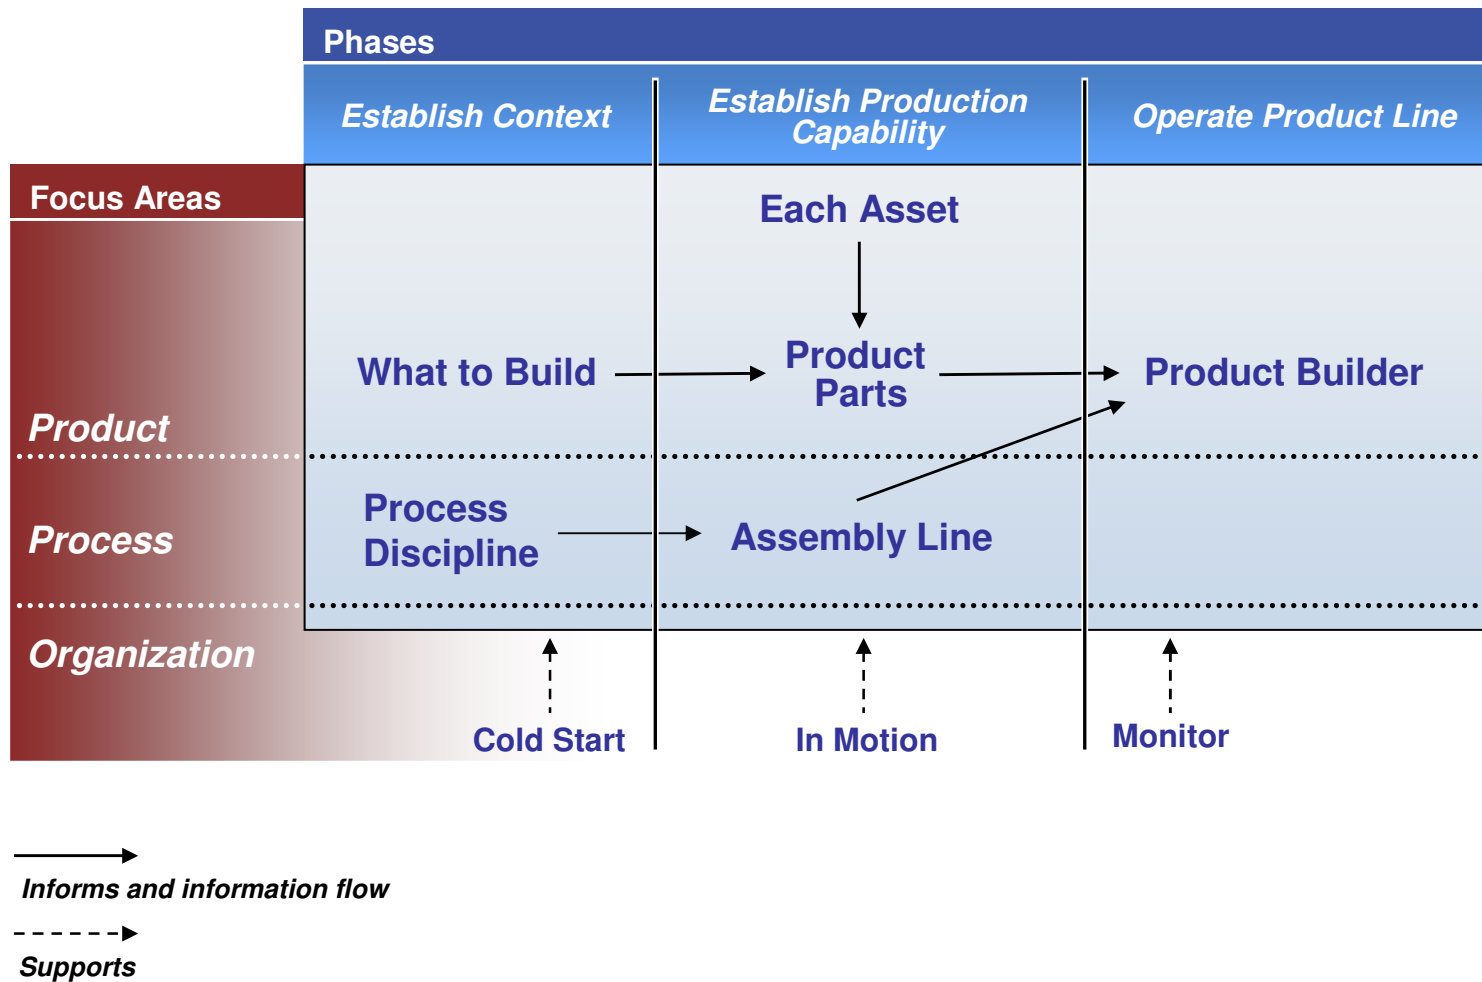 Phases
Establish Context
Establish Production
Capability
Operate Product Line
Focus Areas
Each Asset
What to Build
Product
Parts
Product Builder
Product
Process
Discipline
Assembly Line
Process
Organization
Cold Start
In Motion
Monitor
Informs and information flow
Supports